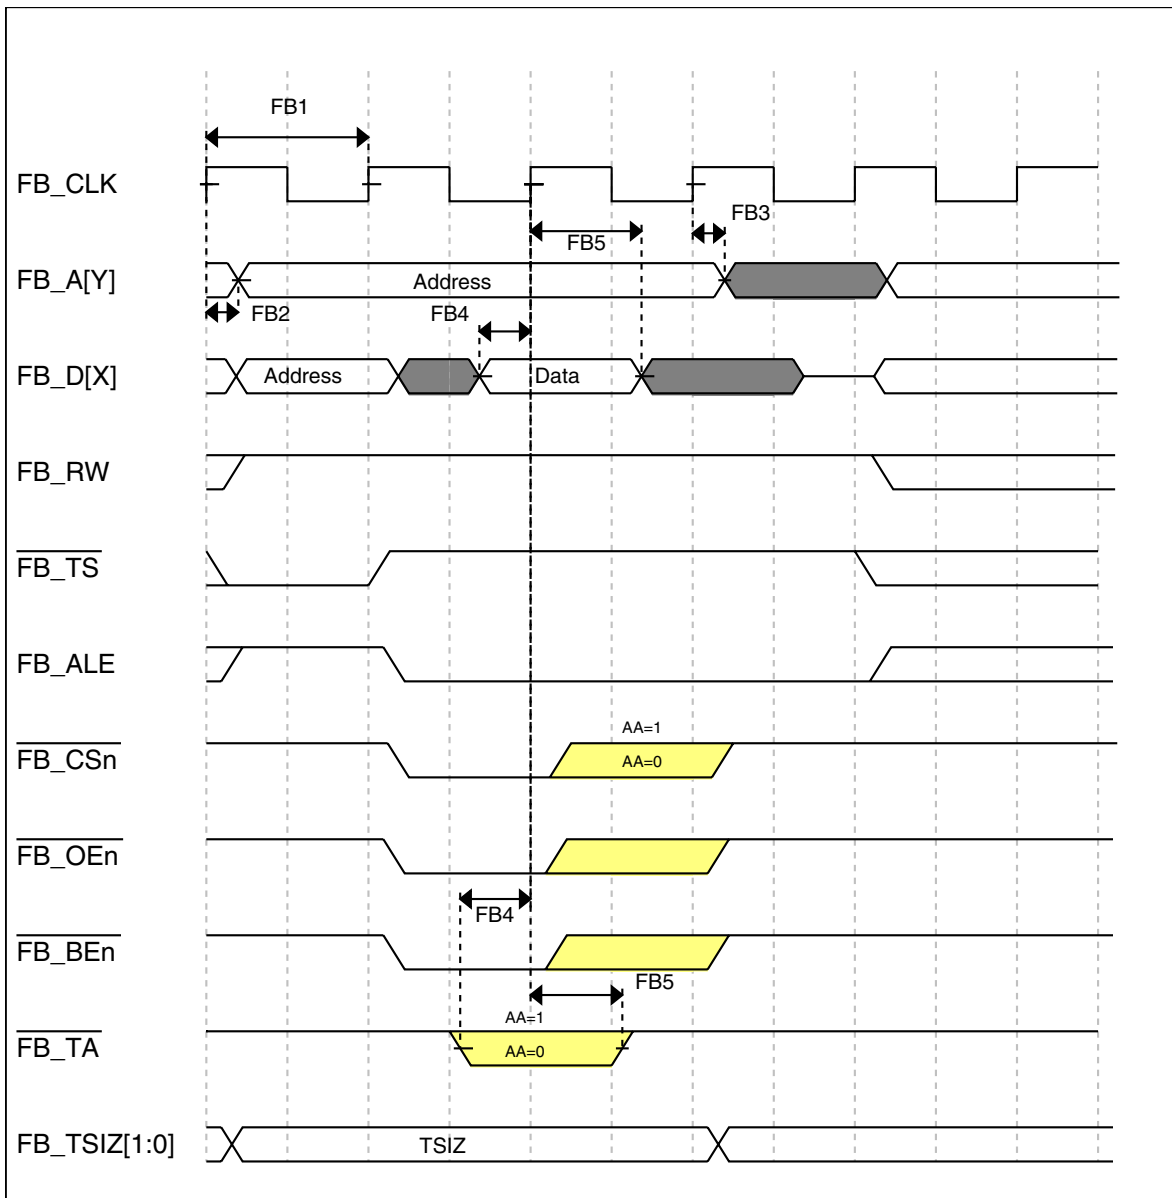 FB1
FB_CLK
FB3
FB5
FB_A[Y]
Address
FB2
FB4
FB_D[X]
Address
Data
FB_RW
FB_TS
FB_ALE
AA=1
FB_CSn
AA=0
FB_OEn
FB4
FB_BEn
FB5
AA=1
FB_TA
AA=0
FB_TSIZ[1:0]
TSIZ